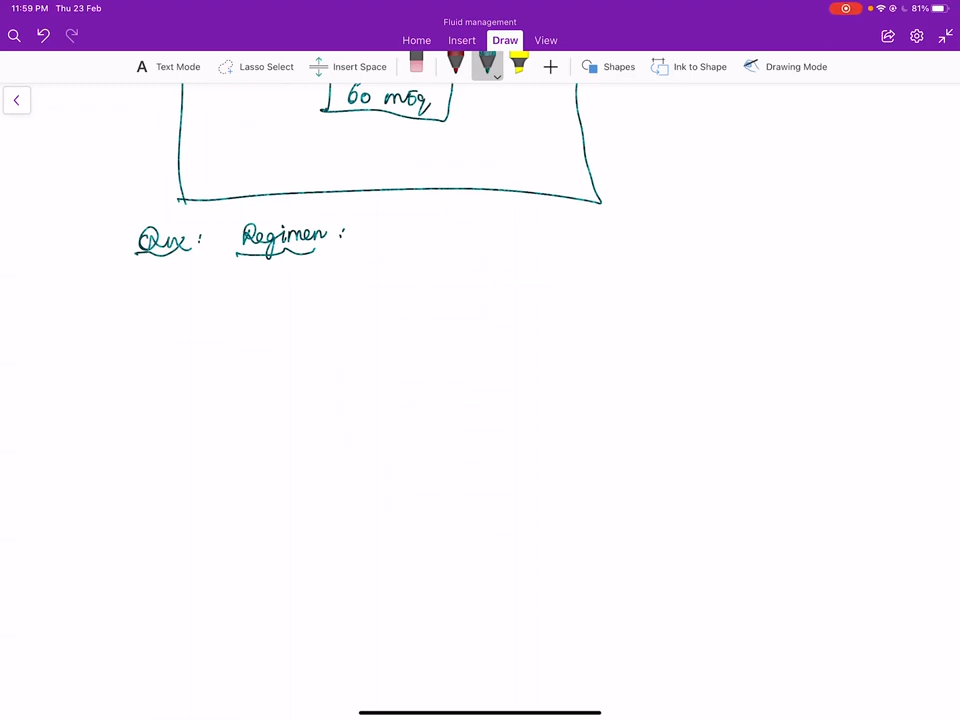 11:59 PM Thu 23 Feb 81%
Fluid management
Home Insert Draw View
Text Mode Lasso Select Insert Space Shapes Ink to Shape Drawing Mode
60 mEq
Regimen :